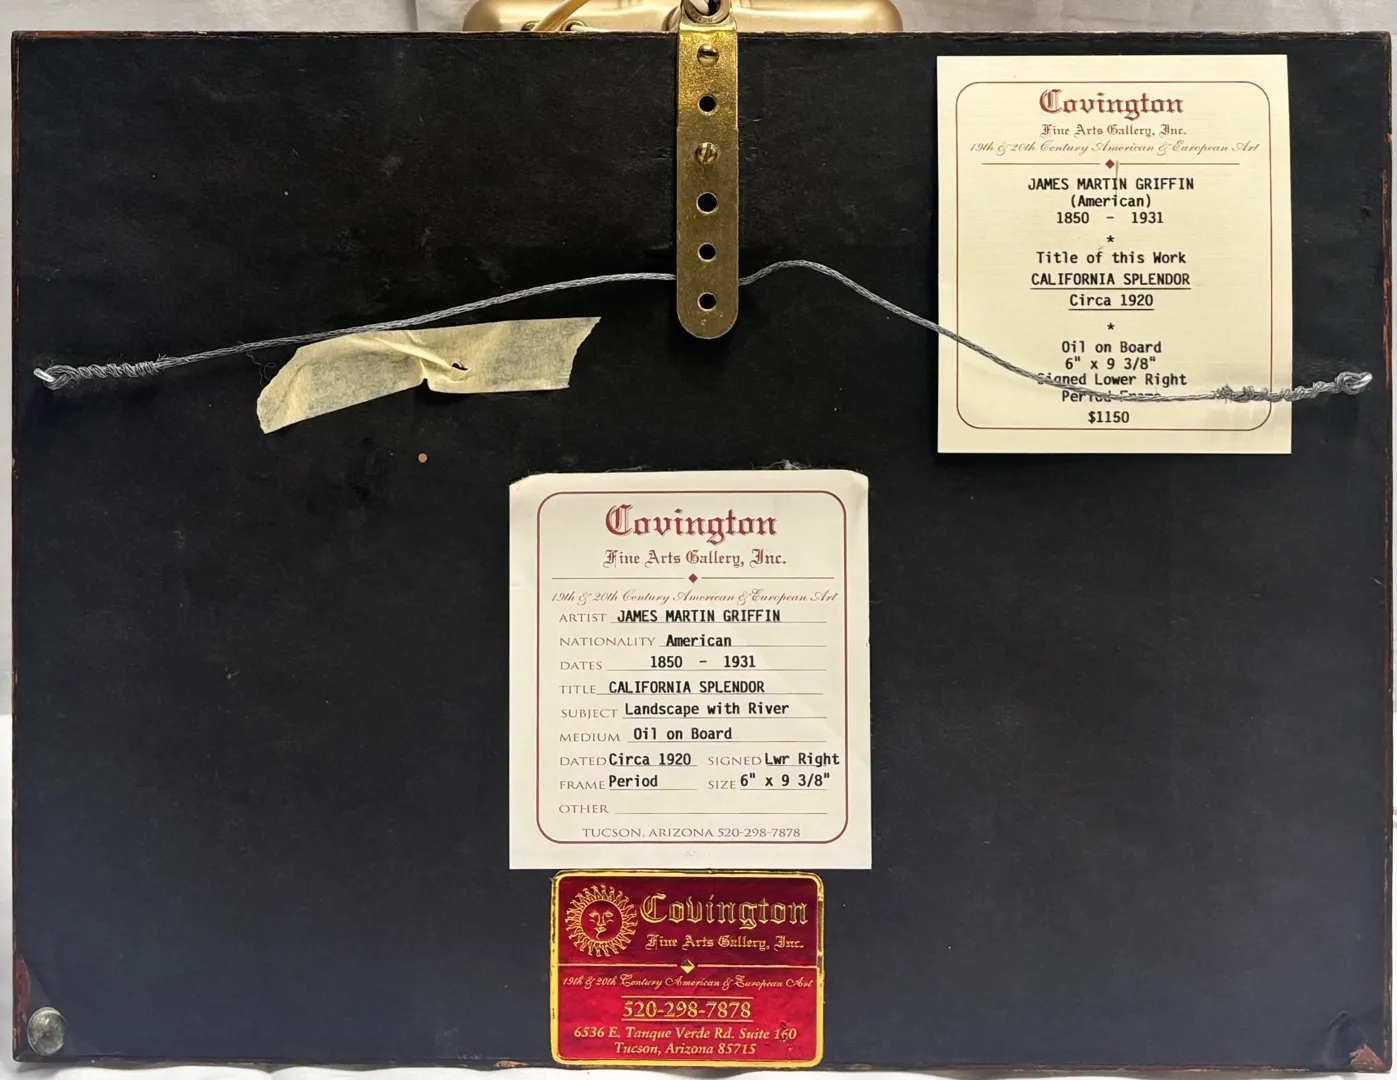 Covington
Fine Arts Gallery, Inc.
19th & 20th Century American & European Art
JAMES MARTIN GRIFFIN
(American)
1850 - 1931
*
Title of this Work
CALIFORNIA SPLENDOR
Circa 1920
*
Oil on Board
6" x 9 3/8"
Signed Lower Right
Period Frame
$1150
Covington
Fine Arts Gallery, Inc.
19th & 20th Century American & European Art
ARTIST JAMES MARTIN GRIFFIN
NATIONALITY American
DATES 1850 - 1931
TITLE CALIFORNIA SPLENDOR
SUBJECT Landscape with River
MEDIUM Oil on Board
DATED Circa 1920 SIGNED Lwr Right
FRAME Period SIZE 6" x 9 3/8"
OTHER
TUCSON, ARIZONA 520-298-7878
Covington
Fine Arts Gallery, Inc.
19th & 20th Century American & European Art
520-298-7878
6536 E. Tanque Verde Rd. Suite 160
Tucson, Arizona 85715